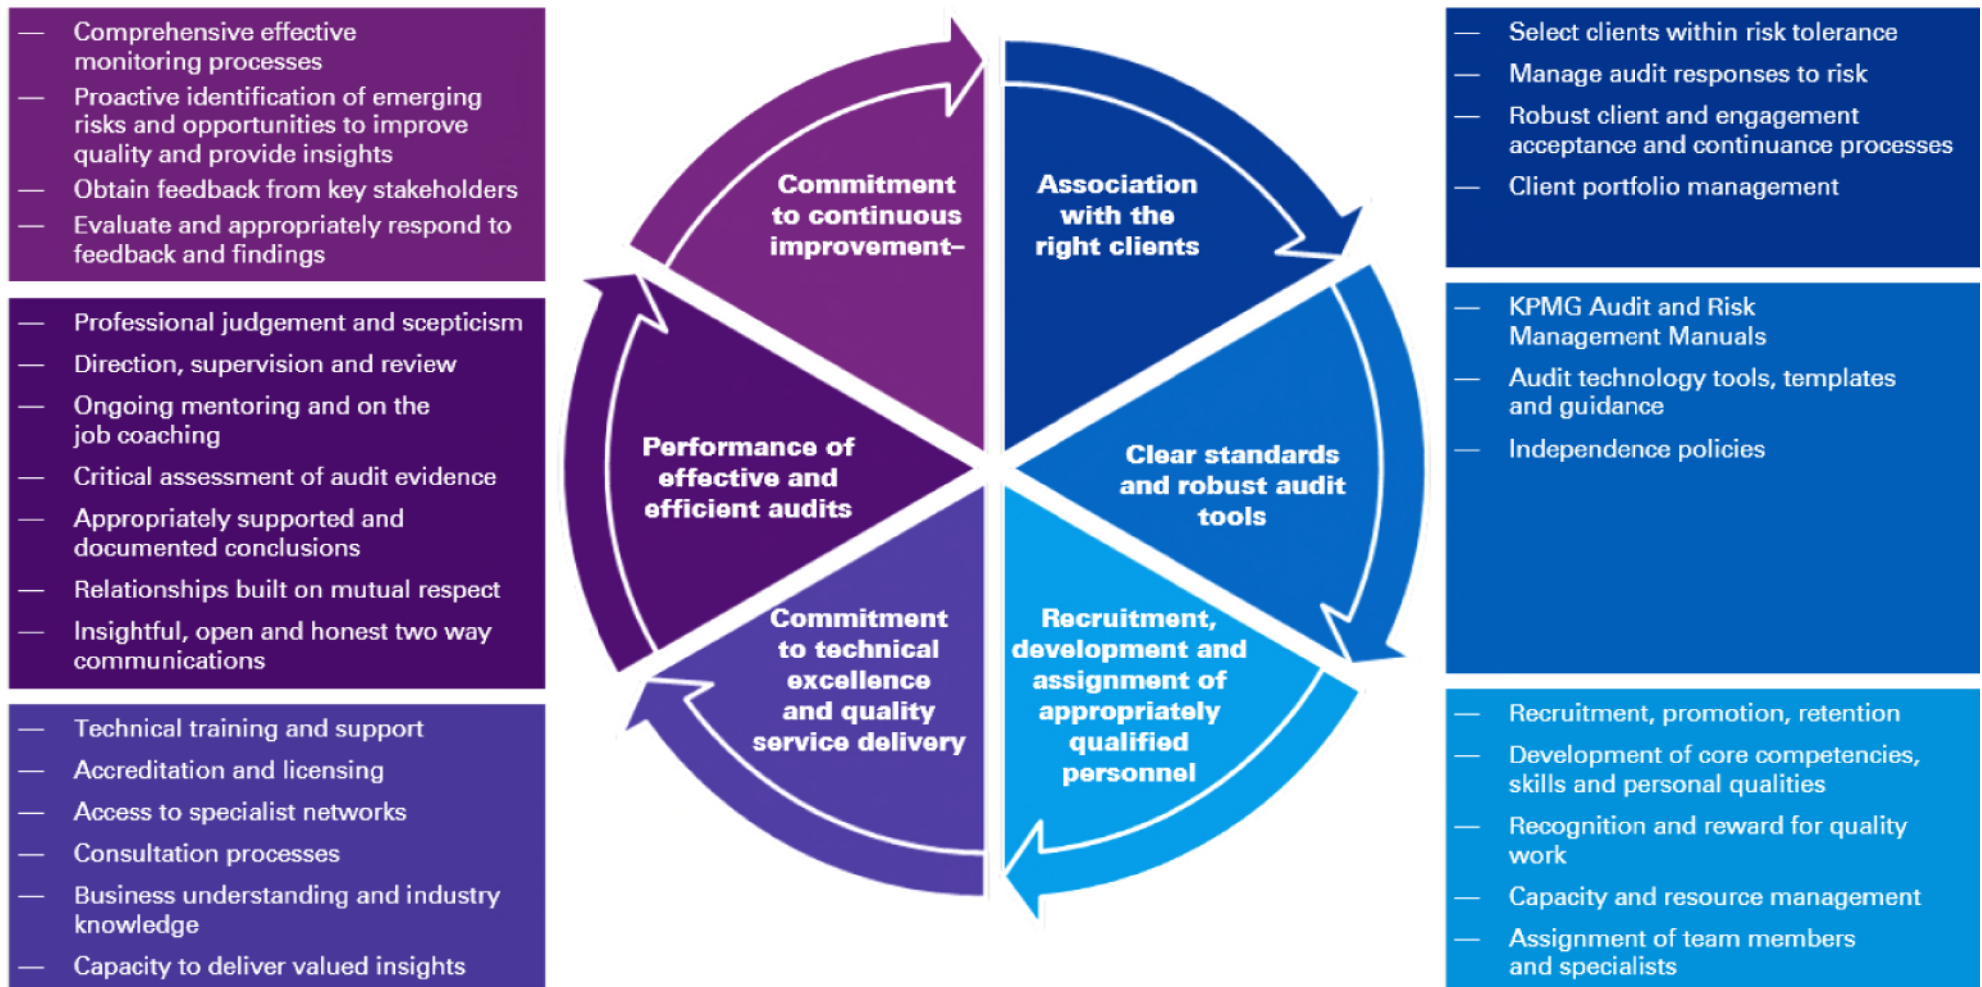 — Comprehensive effective
monitoring processes
— Proactive identification of emerging
risks and opportunities to improve
quality and provide insights
— Obtain feedback from key stakeholders
— Evaluate and appropriately respond to
feedback and findings
— Professional judgement and scepticism
— Direction, supervision and review
— Ongoing mentoring and on the
job coaching
— Critical assessment of audit evidence
— Appropriately supported and
documented conclusions
— Relationships built on mutual respect
— Insightful, open and honest two way
communications
— Technical training and support
— Accreditation and licensing
— Access to specialist networks
— Consultation processes
— Business understanding and industry
knowledge
— Capacity to deliver valued insights
Commitment
to continuous
improvement–
Association
with the
right clients
Performance of
effective and
efficient audits
Clear standards
and robust audit
tools
Commitment
to technical
excellence
and quality
service delivery
Recruitment,
development and
assignment of
appropriately
qualified
personnel
— Select clients within risk tolerance
— Manage audit responses to risk
— Robust client and engagement
acceptance and continuance processes
— Client portfolio management
— KPMG Audit and Risk
Management Manuals
— Audit technology tools, templates
and guidance
— Independence policies
— Recruitment, promotion, retention
— Development of core competencies,
skills and personal qualities
— Recognition and reward for quality
work
— Capacity and resource management
— Assignment of team members
and specialists